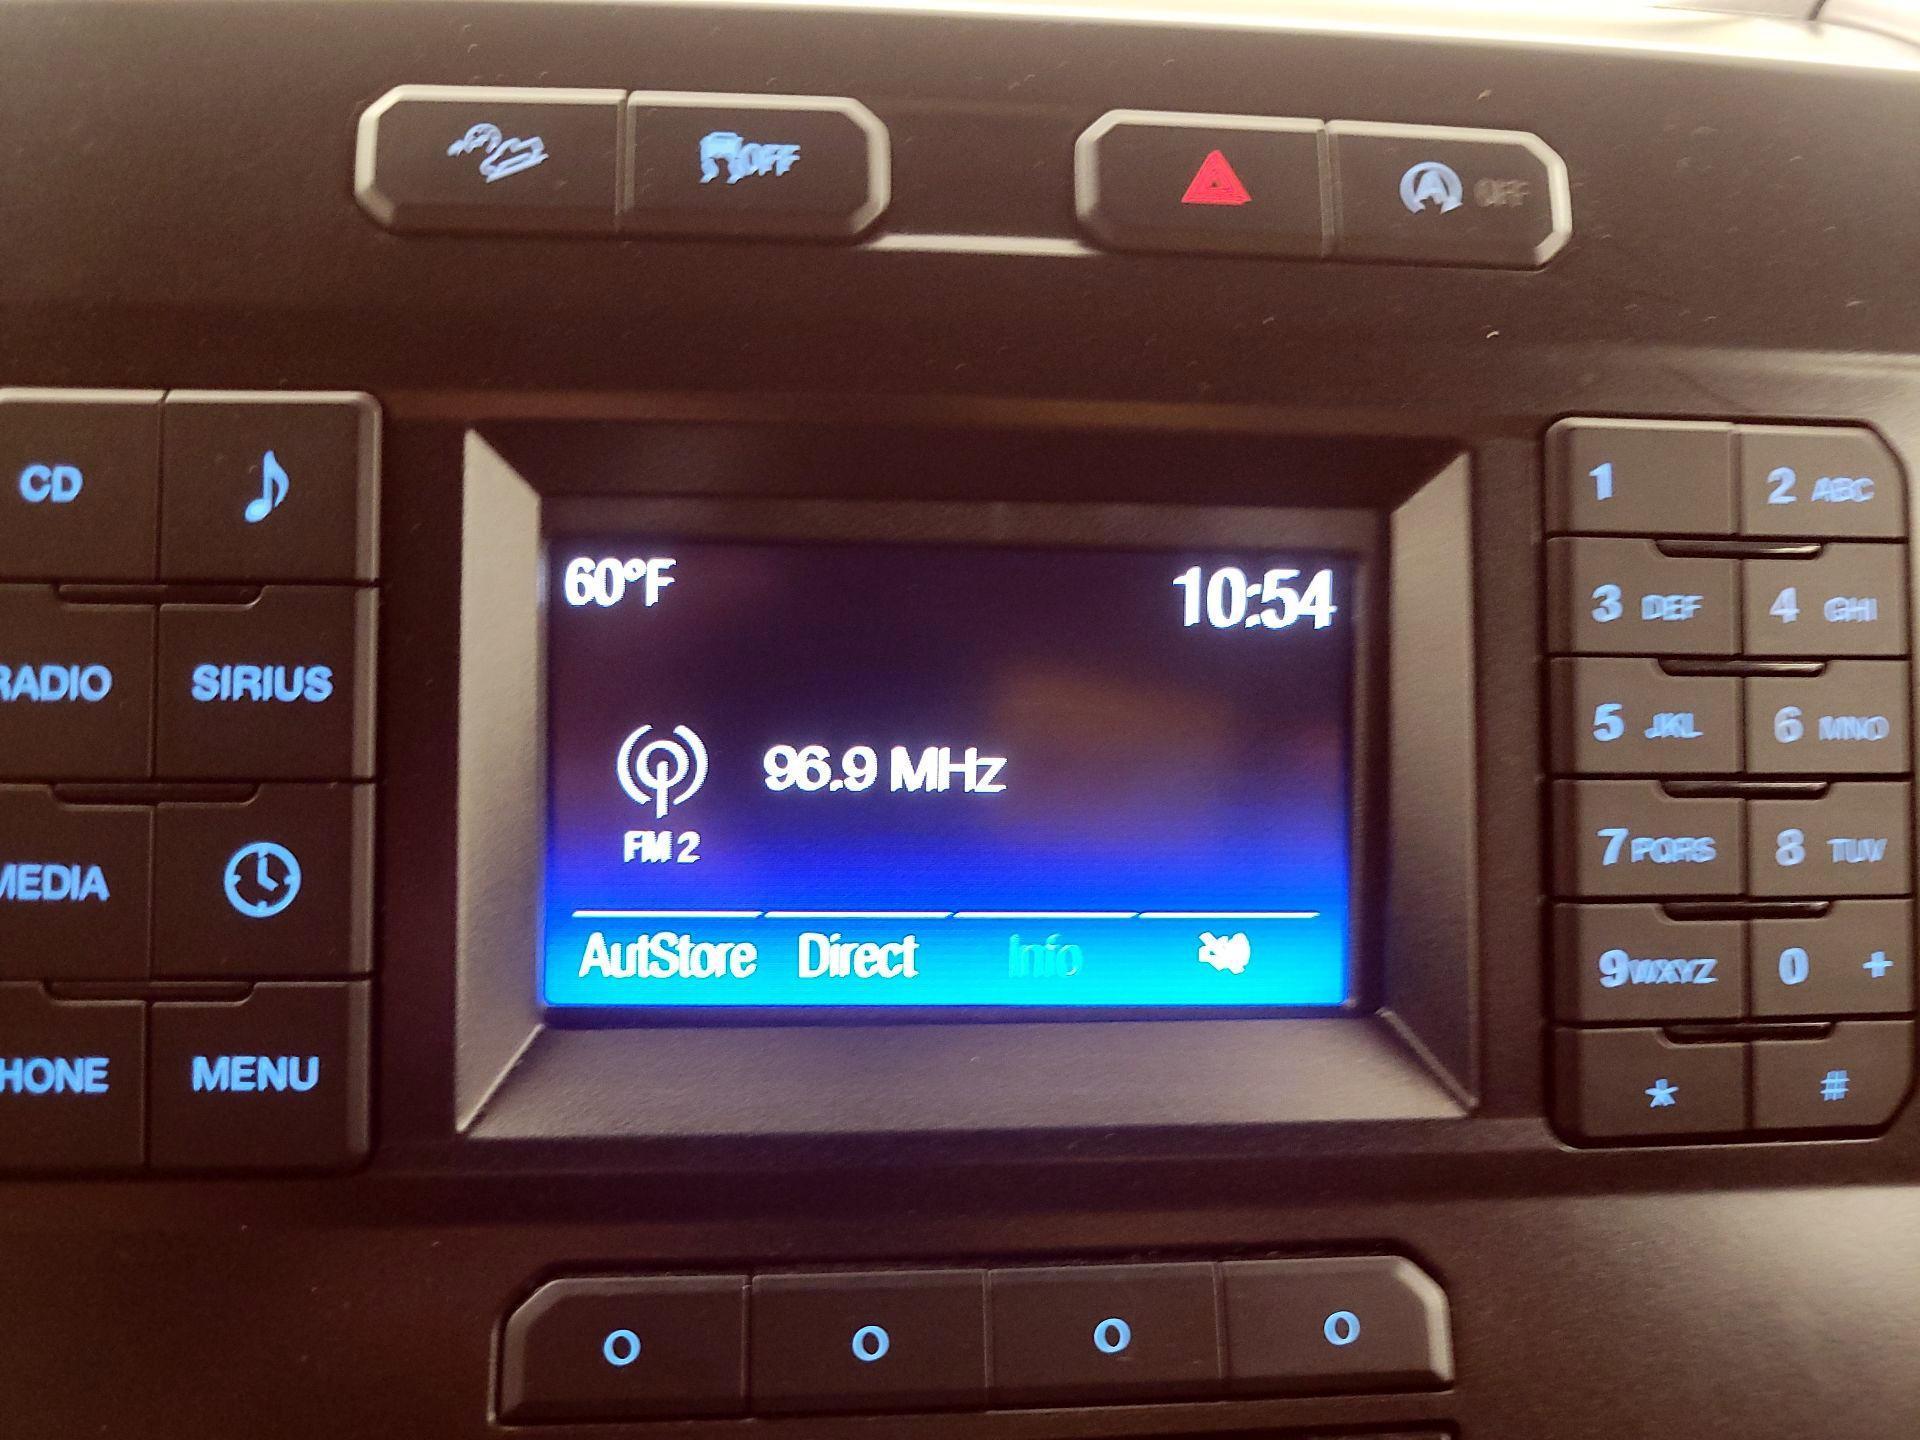 OFF
A OFF
CD
RADIO SIRIUS
MEDIA
HONE MENU
60°F 10:54
96.9 MHz
FM 2
AutStore Direct Info
1 2 ABC
3 DEF 4 GHI
5 JKL 6 MNO
7 PQRS 8 TUV
9 WXYZ 0 +
* #